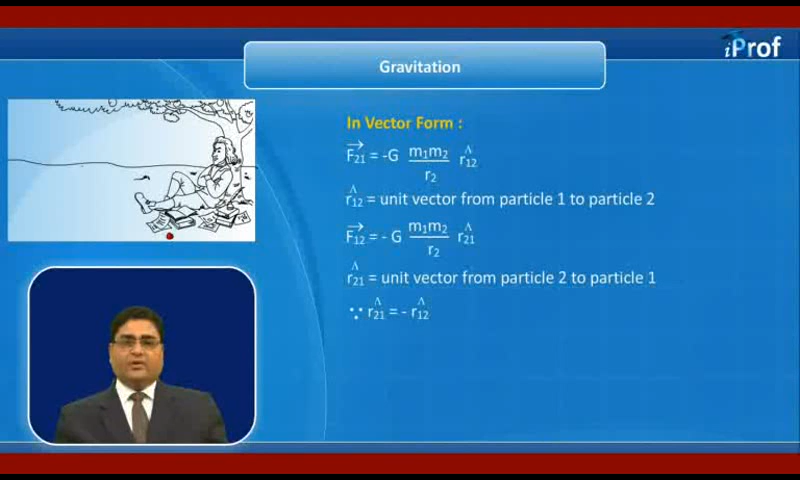 iProf
Gravitation
In Vector Form :
F₂₁ = -G m₁m₂/r₂ r̂₁₂
r̂₁₂ = unit vector from particle 1 to particle 2
F₁₂ = - G m₁m₂/r₂ r̂₂₁
r̂₂₁ = unit vector from particle 2 to particle 1
∵ r̂₂₁ = - r̂₁₂